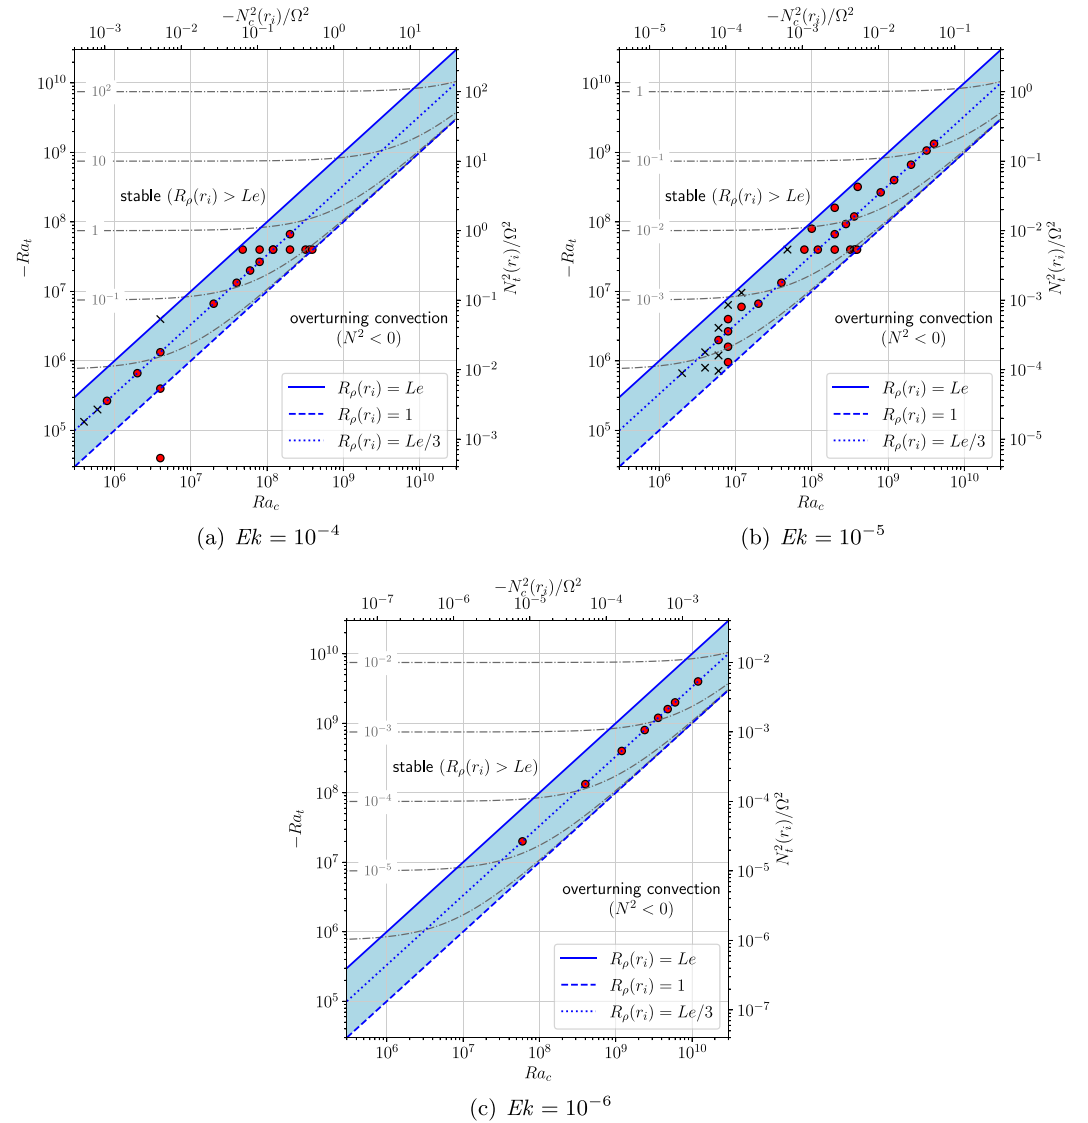 −N_c^2(r_i)/Ω^2
10^−3 10^−2 10^−1 10^0 10^1
−Ra_t
10^10
10^9
10^8
10^7
10^6
10^5
10^2
10
1
10^−1
stable (R_ρ(r_i) > Le)
overturning convection
(N^2 < 0)
R_ρ(r_i) = Le
R_ρ(r_i) = 1
R_ρ(r_i) = Le/3
10^2
10^1
10^0
10^−1
10^−2
10^−3
N_t^2(r_i)/Ω^2
10^6 10^7 10^8 10^9 10^10
Ra_c
(a) Ek = 10^−4
−N_c^2(r_i)/Ω^2
10^−5 10^−4 10^−3 10^−2 10^−1
−Ra_t
10^10
10^9
10^8
10^7
10^6
10^5
1
10^−1
10^−2
10^−3
stable (R_ρ(r_i) > Le)
overturning convection
(N^2 < 0)
R_ρ(r_i) = Le
R_ρ(r_i) = 1
R_ρ(r_i) = Le/3
10^0
10^−1
10^−2
10^−3
10^−4
10^−5
N_t^2(r_i)/Ω^2
10^6 10^7 10^8 10^9 10^10
Ra_c
(b) Ek = 10^−5
−N_c^2(r_i)/Ω^2
10^−7 10^−6 10^−5 10^−4 10^−3
−Ra_t
10^10
10^9
10^8
10^7
10^6
10^5
10^−2
10^−3
10^−4
10^−5
stable (R_ρ(r_i) > Le)
overturning convection
(N^2 < 0)
R_ρ(r_i) = Le
R_ρ(r_i) = 1
R_ρ(r_i) = Le/3
10^−2
10^−3
10^−4
10^−5
10^−6
10^−7
N_t^2(r_i)/Ω^2
10^6 10^7 10^8 10^9 10^10
Ra_c
(c) Ek = 10^−6